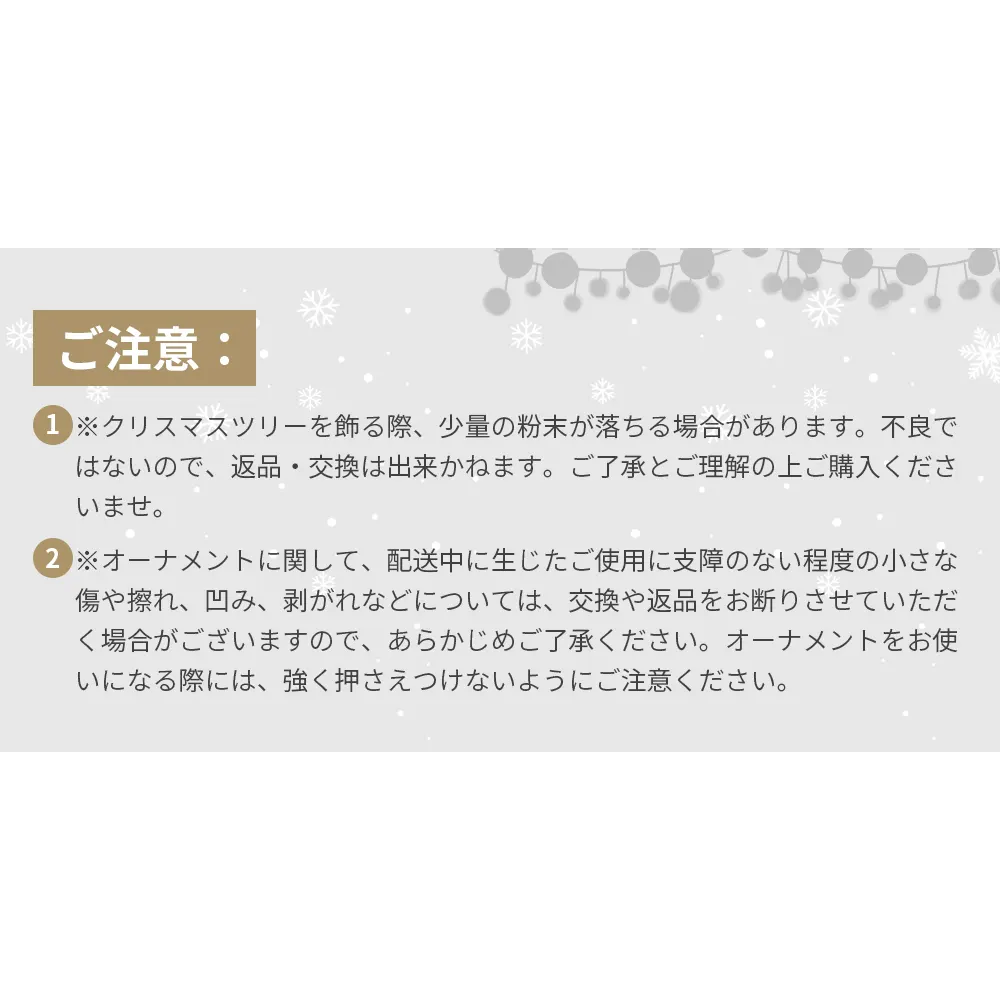 ご注意：
1 ※クリスマスツリーを飾る際、少量の粉末が落ちる場合があります。不良で
はないので、返品・交換は出来かねます。ご了承とご理解の上ご購入くださ
いませ。
2 ※オーナメントに関して、配送中に生じたご使用に支障のない程度の小さな
傷や擦れ、凹み、剥がれなどについては、交換や返品をお断りさせていただ
く場合がございますので、あらかじめご了承ください。オーナメントをお使
いになる際には、強く押さえつけないようにご注意ください。